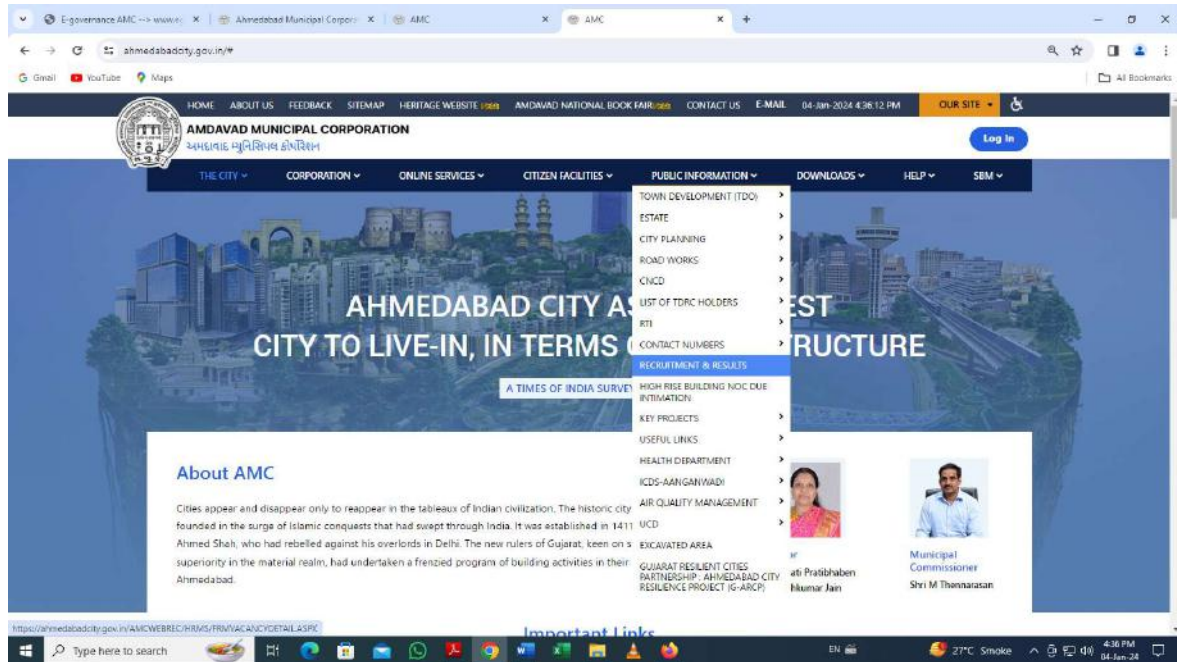 E-governance AMC --> www.e
Ahmedabad Municipal Corpor
AMC
AMC
ahmedabadcity.gov.in/#
Gmail YouTube Maps
All Bookmarks
HOME ABOUT US FEEDBACK SITEMAP HERITAGE WEBSITE AMDAVAD NATIONAL BOOK FAIR CONTACT US E-MAIL 04-Jan-2024 4:36:12 PM OUR SITE
AMDAVAD MUNICIPAL CORPORATION
અમદાવાદ મ્યુનિસિપલ કોર્પોરેશન
Log In
THE CITY CORPORATION ONLINE SERVICES CITIZEN FACILITIES PUBLIC INFORMATION DOWNLOADS HELP SBM
TOWN DEVELOPMENT (TDO)
ESTATE
CITY PLANNING
ROAD WORKS
CNCD
LIST OF TDRC HOLDERS
RTI
CONTACT NUMBERS
RECRUITMENT & RESULTS
HIGH RISE BUILDING NOC DUE
INTIMATION
KEY PROJECTS
USEFUL LINKS
HEALTH DEPARTMENT
ICDS-AANGANWADI
AIR QUALITY MANAGEMENT
UCD
EXCAVATED AREA
GUJARAT RESILIENT CITIES
PARTNERSHIP : AHMEDABAD CITY
RESILIENCE PROJECT (G-ARCP)
AHMEDABAD CITY AS EST
CITY TO LIVE-IN, IN TERMS RUCTURE
A TIMES OF INDIA SURVEY
About AMC
Cities appear and disappear only to reappear in the tableaux of Indian civilization. The historic city
founded in the surge of Islamic conquests that had swept through India. It was established in 1411
Ahmed Shah, who had rebelled against his overlords in Delhi. The new rulers of Gujarat, keen on s
superiority in the material realm, had undertaken a frenzied program of building activities in their
Ahmedabad.
ati Pratibhaben
hkumar Jain
Municipal
Commissioner
Shri M Thennarasan
Important Links
https://ahmedabadcity.gov.in/AMCWEBREC/HRMS/FRMVACANCYDETAIL.ASPX
Type here to search
EN
27°C Smoke
4:36 PM
04-Jan-24